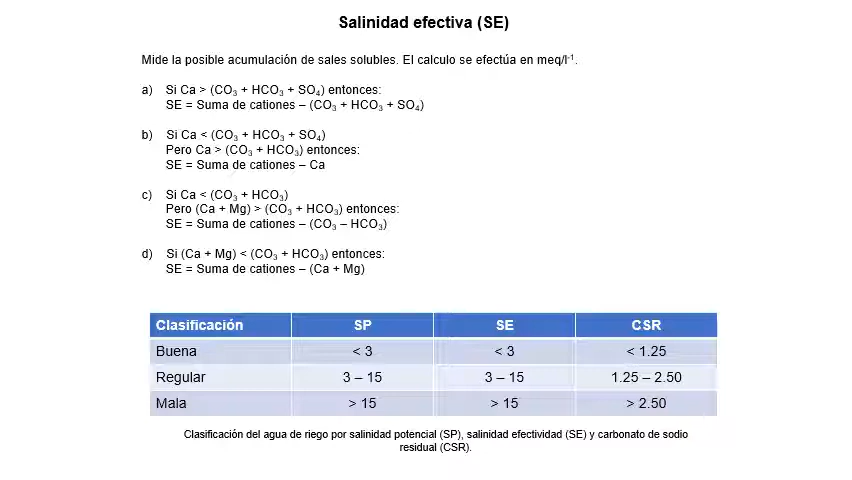 Salinidad efectiva (SE)
Mide la posible acumulación de sales solubles. El calculo se efectúa en meq/l⁻¹.
a) Si Ca > (CO₃ + HCO₃ + SO₄) entonces:
SE = Suma de cationes – (CO₃ + HCO₃ + SO₄)
b) Si Ca < (CO₃ + HCO₃ + SO₄)
Pero Ca > (CO₃ + HCO₃) entonces:
SE = Suma de cationes – Ca
c) Si Ca < (CO₃ + HCO₃)
Pero (Ca + Mg) > (CO₃ + HCO₃) entonces:
SE = Suma de cationes – (CO₃ – HCO₃)
d) Si (Ca + Mg) < (CO₃ + HCO₃) entonces:
SE = Suma de cationes – (Ca + Mg)
Clasificación SP SE CSR
Buena < 3 < 3 < 1.25
Regular 3 – 15 3 – 15 1.25 – 2.50
Mala > 15 > 15 > 2.50
Clasificación del agua de riego por salinidad potencial (SP), salinidad efectividad (SE) y carbonato de sodio
residual (CSR).